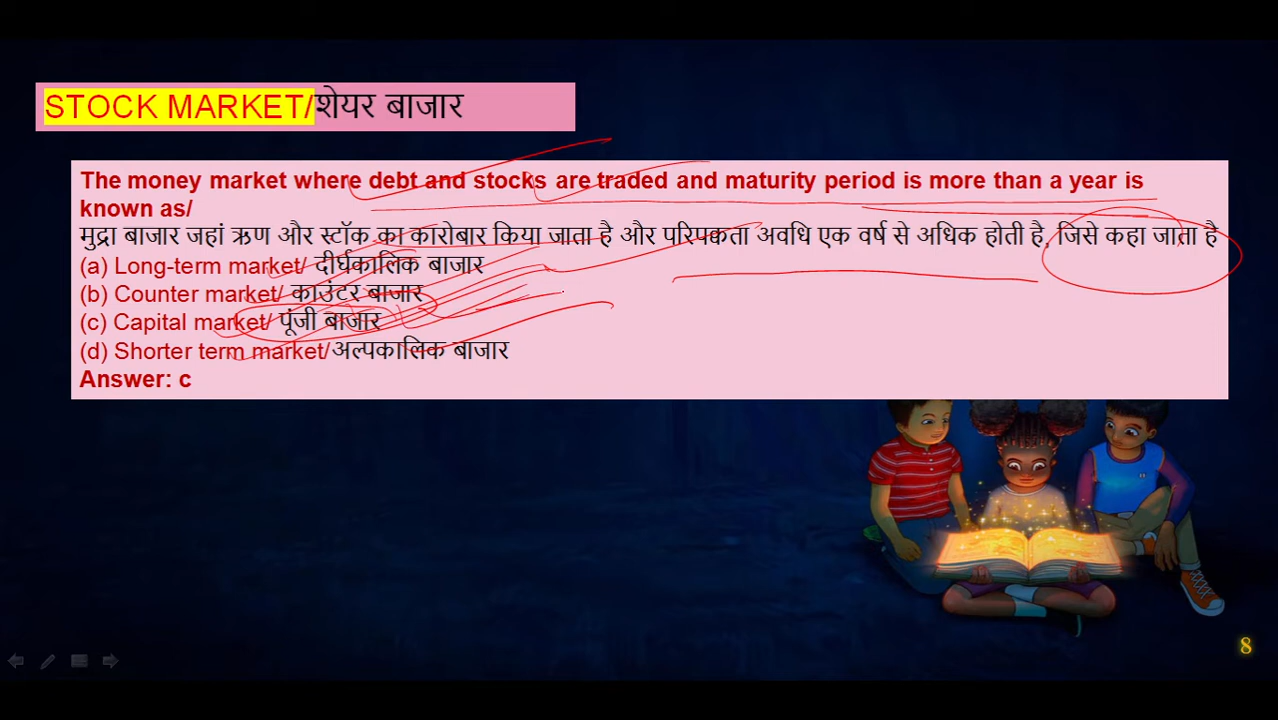 STOCK MARKET/शेयर बाजार
The money market where debt and stocks are traded and maturity period is more than a year is
known as/
मुद्रा बाजार जहां ऋण और स्टॉक का कारोबार किया जाता है और परिपक्वता अवधि एक वर्ष से अधिक होती है, जिसे कहा जाता है
(a) Long-term market/ दीर्घकालिक बाजार
(b) Counter market/ काउंटर बाजार
(c) Capital market/ पूंजी बाजार
(d) Shorter term market/अल्पकालिक बाजार
Answer: c
8